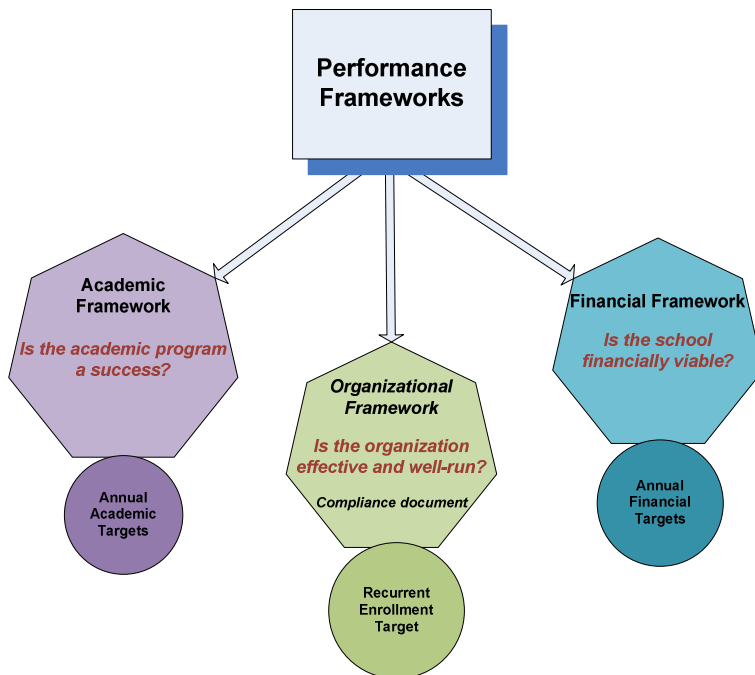 Performance
Frameworks
Academic
Framework
Is the academic program
a success?
Annual
Academic
Targets
Organizational
Framework
Is the organization
effective and well-run?
Compliance document
Recurrent
Enrollment
Target
Financial Framework
Is the school
financially viable?
Annual
Financial
Targets